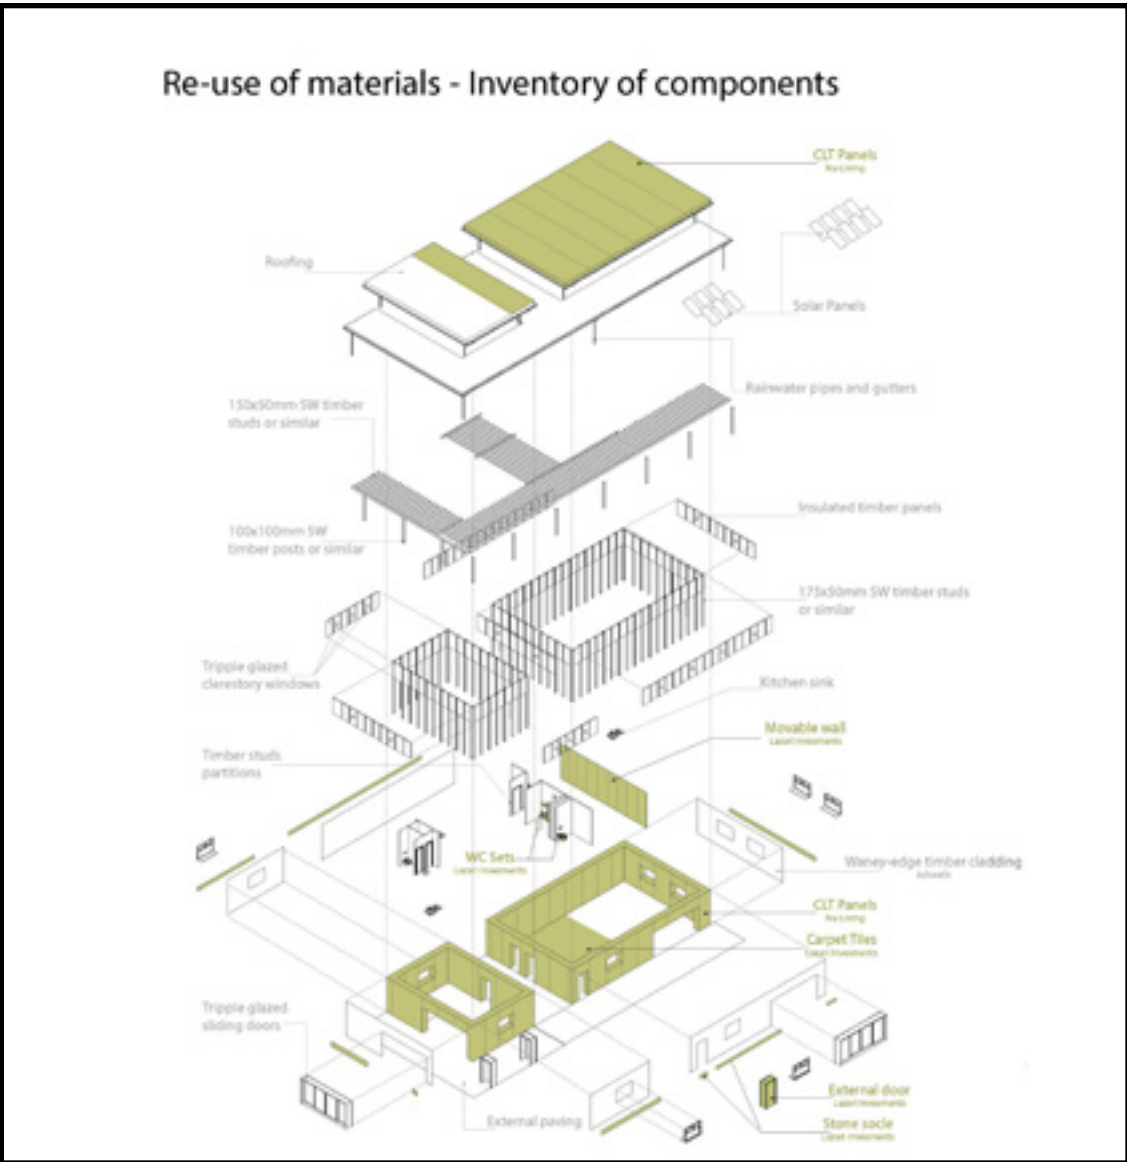 Re-use of materials - Inventory of components
CLT Panels
Re-Lining
Roofing
Solar Panels
Rainwater pipes and gutters
150x50mm SW timber
studs or similar
Insulated timber panels
100x100mm SW
timber posts or similar
175x50mm SW timber studs
or similar
Tripple glazed
clerestory windows
Kitchen sink
Movable wall
Timber studs
partitions
WC Sets
Waney-edge timber cladding
CLT Panels
Carpet Tiles
Tripple glazed
sliding doors
External door
External paving
Stone socle